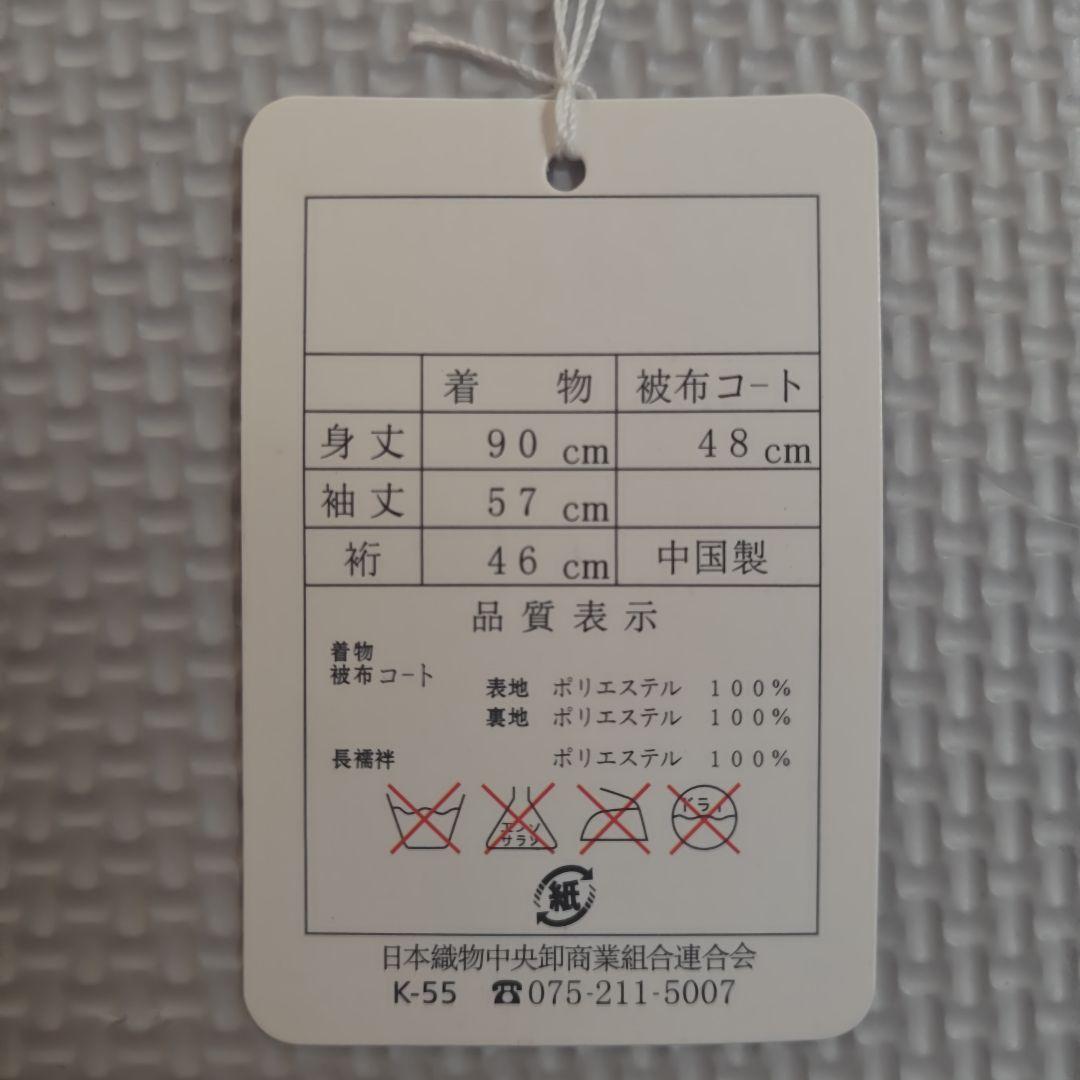 着 物 被布コート
身丈 90 cm 48 cm
袖丈 57 cm
裄 46 cm 中国製
品質表示
着物
被布コート
表地 ポリエステル 100%
裏地 ポリエステル 100%
長襦袢 ポリエステル 100%
エンソ ドライ
サラシ
紙
日本織物中央卸商業組合連合会
K-55 ☎075-211-5007